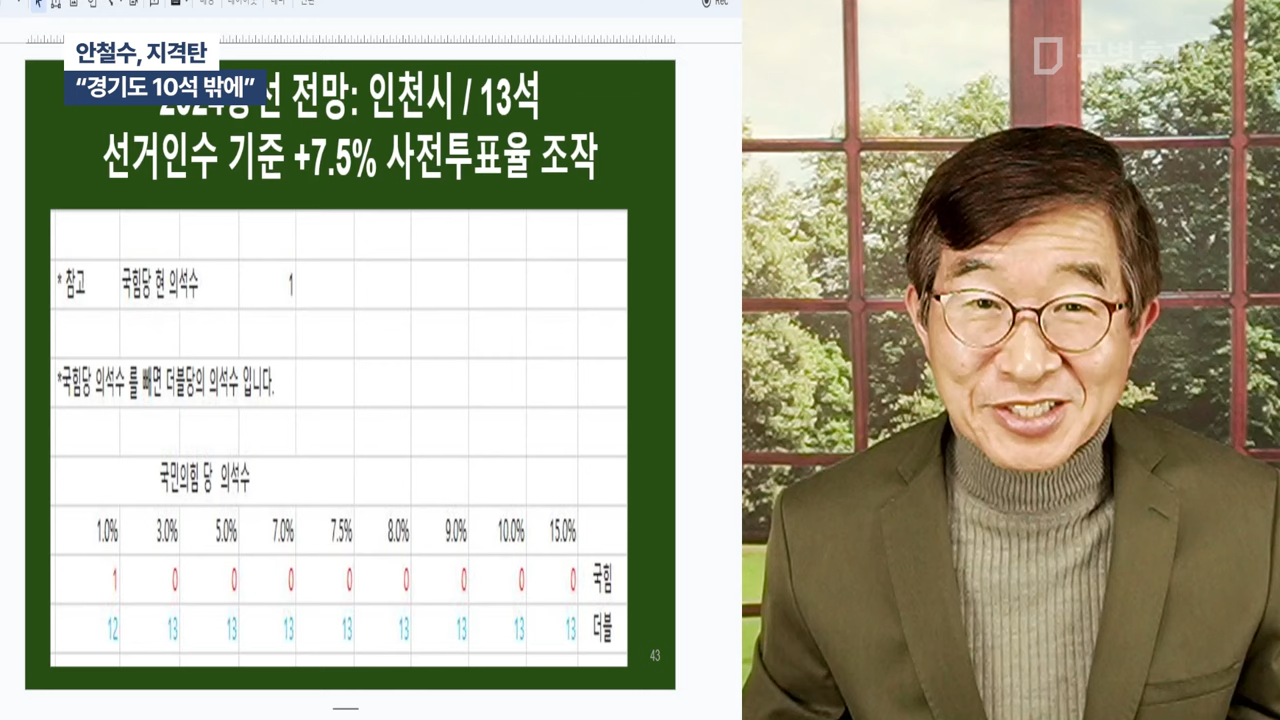 안철수, 지격탄
“경기도 10석 밖에”
선 전망: 인천시 / 13석
선거인수 기준 +7.5% 사전투표율 조작
* 참고 국힘당 현 의석수 1
*국힘당 의석수 를 빼면 더블당의 의석수 입니다.
국민의힘 당 의석수
1.0% 3.0% 5.0% 7.0% 7.5% 8.0% 9.0% 10.0% 15.0%
1 0 0 0 0 0 0 0 0 국힘
12 13 13 13 13 13 13 13 13 더블
43